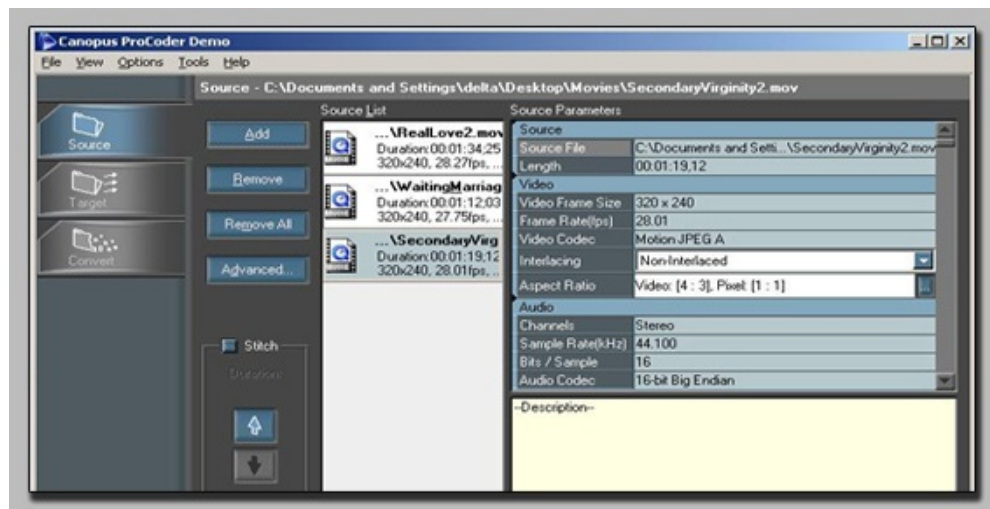 Canopus ProCoder Demo
File View Options Tools Help
Source - C:\Documents and Settings\delta\Desktop\Movies\SecondaryVirginity2.mov
Source
Target
Convert
Add
Remove
Remove All
Advanced...
Stitch
Duration:
Source List
...\RealLove2.mov
Duration:00:01:34;25
320x240, 28.27fps, ...
...\WaitingMarriag
Duration:00:01:12;03
320x240, 27.75fps, ...
...\SecondaryVirg
Duration:00:01:19;12
320x240, 28.01fps, ...
Source Parameters
Source
Source File C:\Documents and Setti...\SecondaryVirginity2.mov
Length 00:01:19;12
Video
Video Frame Size 320 x 240
Frame Rate(fps) 28.01
Video Codec Motion JPEG A
Interlacing Non-Interlaced
Aspect Ratio Video: [4 : 3], Pixel: [1 : 1]
Audio
Channels Stereo
Sample Rate(kHz) 44.100
Bits / Sample 16
Audio Codec 16-bit Big Endian
--Description--